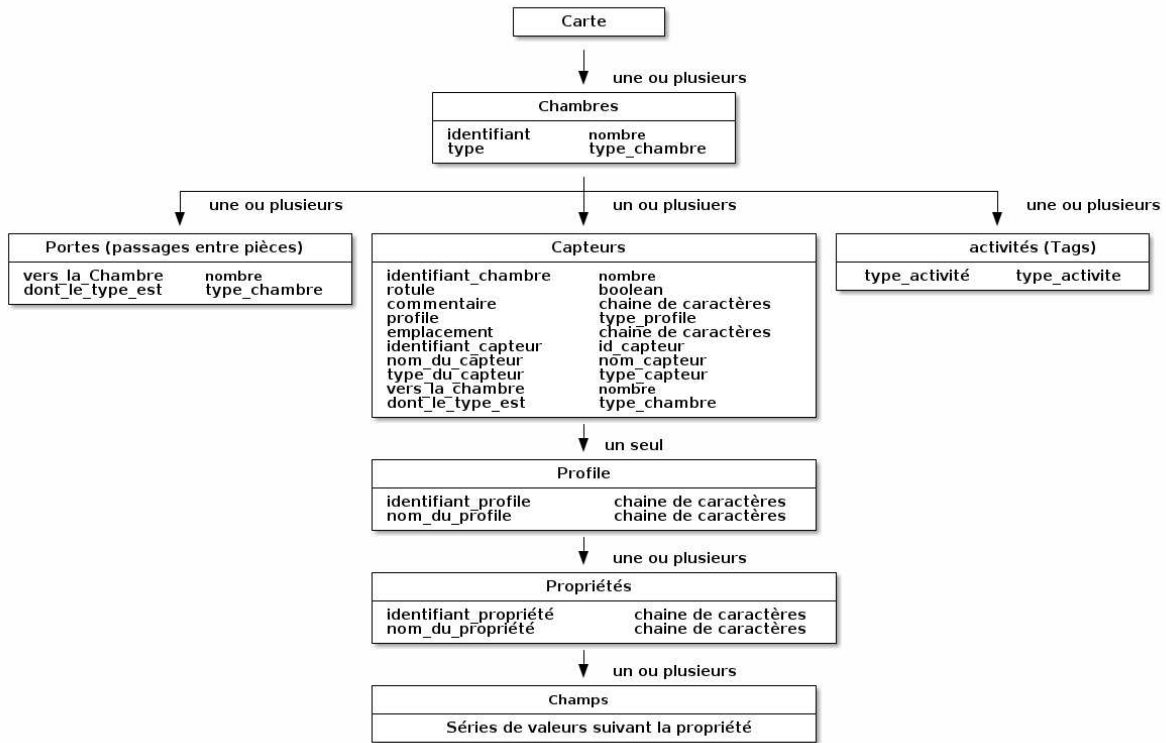 Carte
une ou plusieurs
Chambres
identifiant nombre
type type_chambre
une ou plusieurs un ou plusiuers une ou plusieurs
Portes (passages entre pièces)
vers_la_Chambre nombre
dont_le_type_est type_chambre
Capteurs
identifiant_chambre nombre
rotule boolean
commentaire chaine de caractères
profile type_profile
emplacement chaine de caractères
identifiant_capteur id_capteur
nom_du_capteur nom_capteur
type_du_capteur type_capteur
vers_la_chambre nombre
dont_le_type_est type_chambre
activités (Tags)
type_activité type_activite
un seul
Profile
identifiant_profile chaine de caractères
nom_du_profile chaine de caractères
une ou plusieurs
Propriétés
identifiant_propriété chaine de caractères
nom_du_propriété chaine de caractères
un ou plusieurs
Champs
Séries de valeurs suivant la propriété